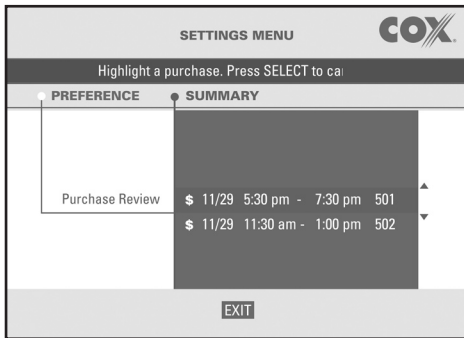 SETTINGS MENU
COX
Highlight a purchase. Press SELECT to ca
PREFERENCE SUMMARY
Purchase Review $ 11/29 5:30 pm - 7:30 pm 501
$ 11/29 11:30 am - 1:00 pm 502
EXIT